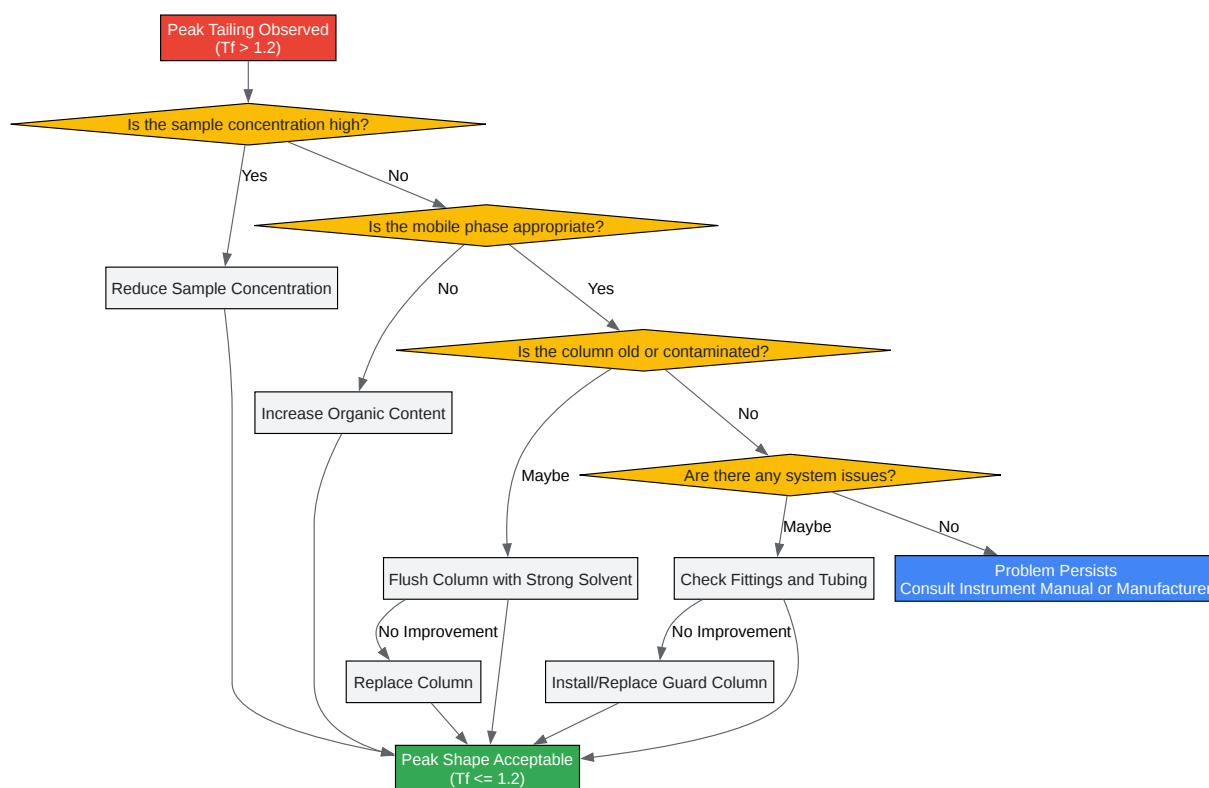 Peak Tailing Observed
(Tf > 1.2)
Is the sample concentration high?
Yes
No
Is the mobile phase appropriate?
Reduce Sample Concentration
No
Yes
Is the column old or contaminated?
Increase Organic Content
No
Maybe
Are there any system issues?
Maybe
No
Flush Column with Strong Solvent
Check Fittings and Tubing
Problem Persists
Consult Instrument Manual or Manufacturer
No Improvement
No Improvement
Replace Column
Install/Replace Guard Column
Peak Shape Acceptable
(Tf <= 1.2)